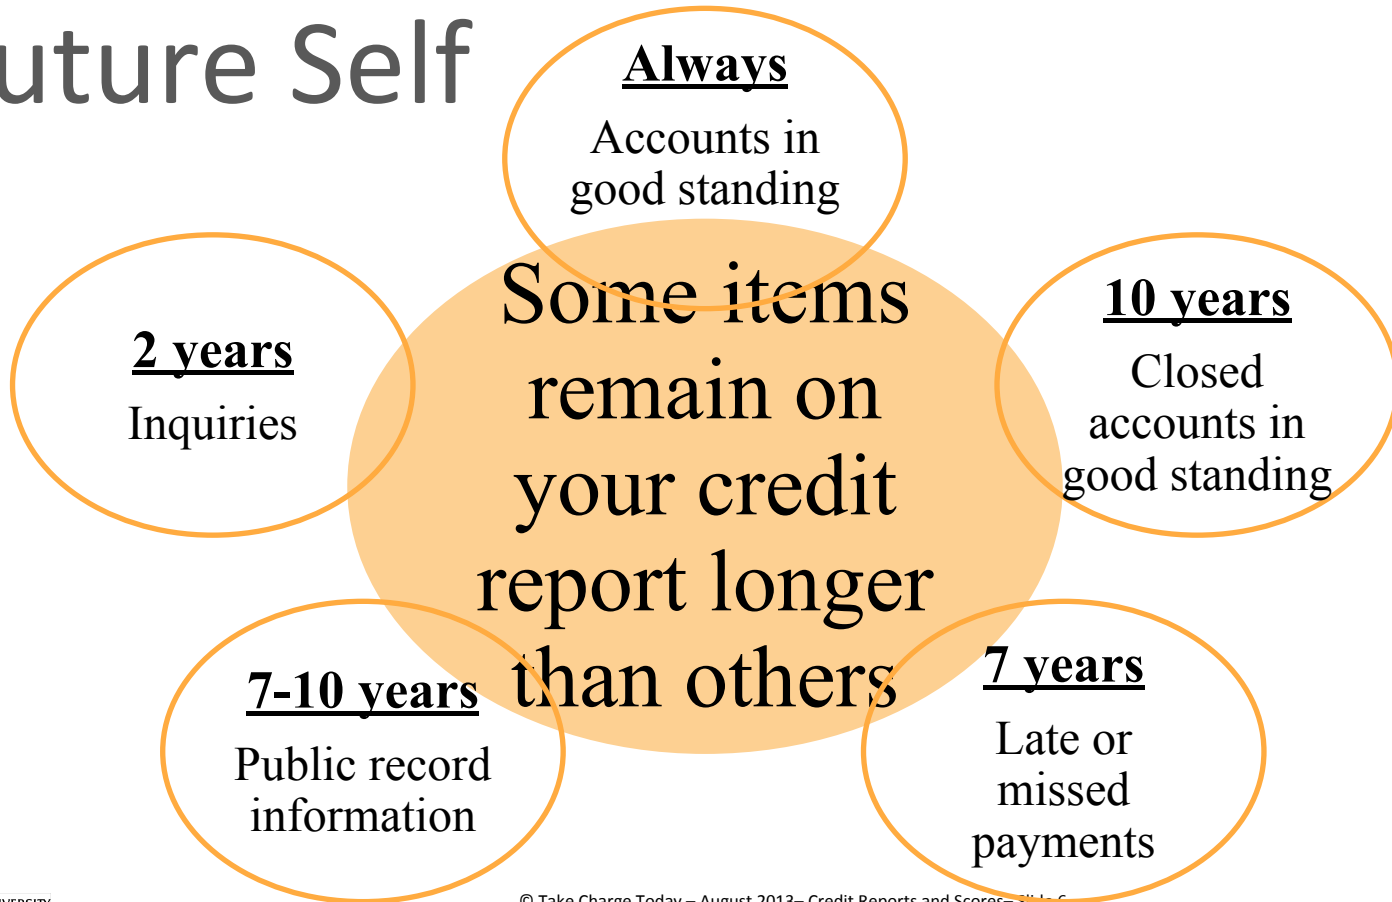 uture Self
Always
Accounts in
good standing
Some items
remain on
your credit
report longer
than others
10 years
Closed
accounts in
good standing
7 years
Late or
missed
payments
7-10 years
Public record
information
2 years
Inquiries
© Take Charge Today – August 2013– Credit Reports and Scores– Slide 6